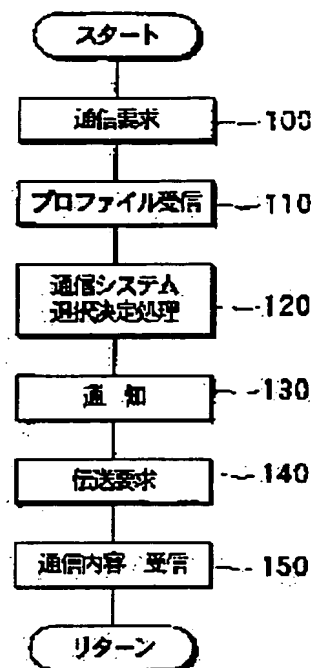 スタート
通信要求 100
プロファイル受信 110
通信システム
選択決定処理 120
通 知 130
伝送要求 140
通信内容 受信 150
リターン